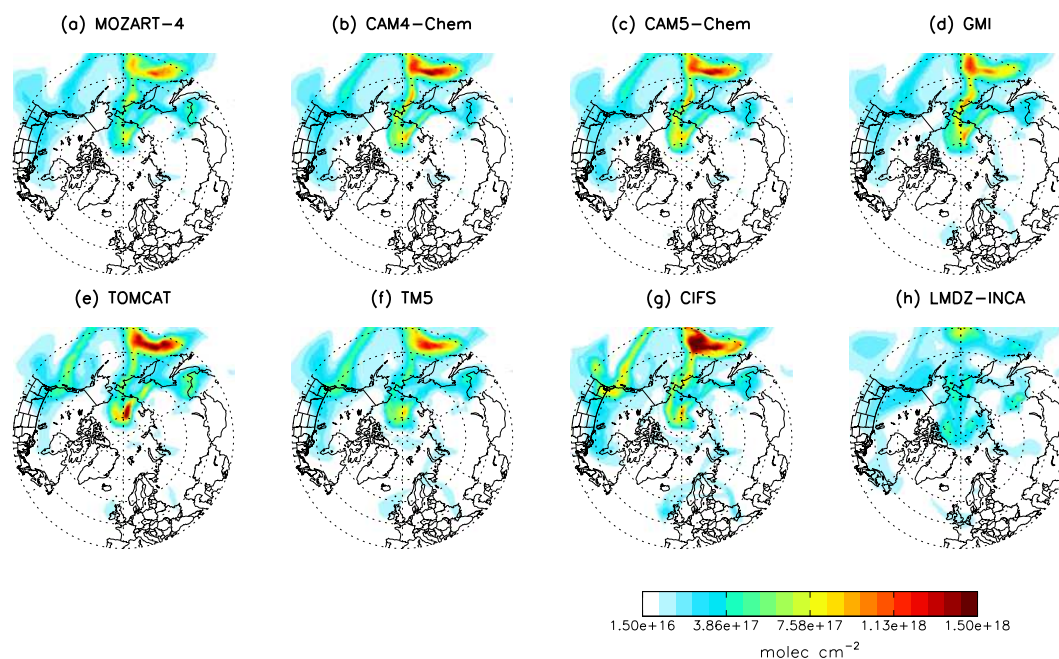 (a) MOZART-4
(b) CAM4-Chem
(c) CAM5-Chem
(d) GMI
(e) TOMCAT
(f) TM5
(g) CIFS
(h) LMDZ-INCA
1.50e+16 3.86e+17 7.58e+17 1.13e+18 1.50e+18
molec cm⁻²